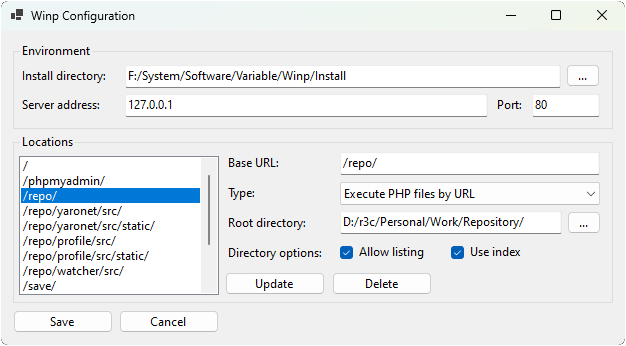 Winp Configuration
Environment
Install directory: F:/System/Software/Variable/Winp/Install ...
Server address: 127.0.0.1 Port: 80
Locations
/
/phpmyadmin/
/repo/
/repo/yaronet/src/
/repo/yaronet/src/static/
/repo/profile/src/
/repo/profile/src/static/
/repo/watcher/src/
/save/
Base URL: /repo/
Type: Execute PHP files by URL
Root directory: D:/r3c/Personal/Work/Repository/ ...
Directory options: Allow listing Use index
Update Delete
Save Cancel